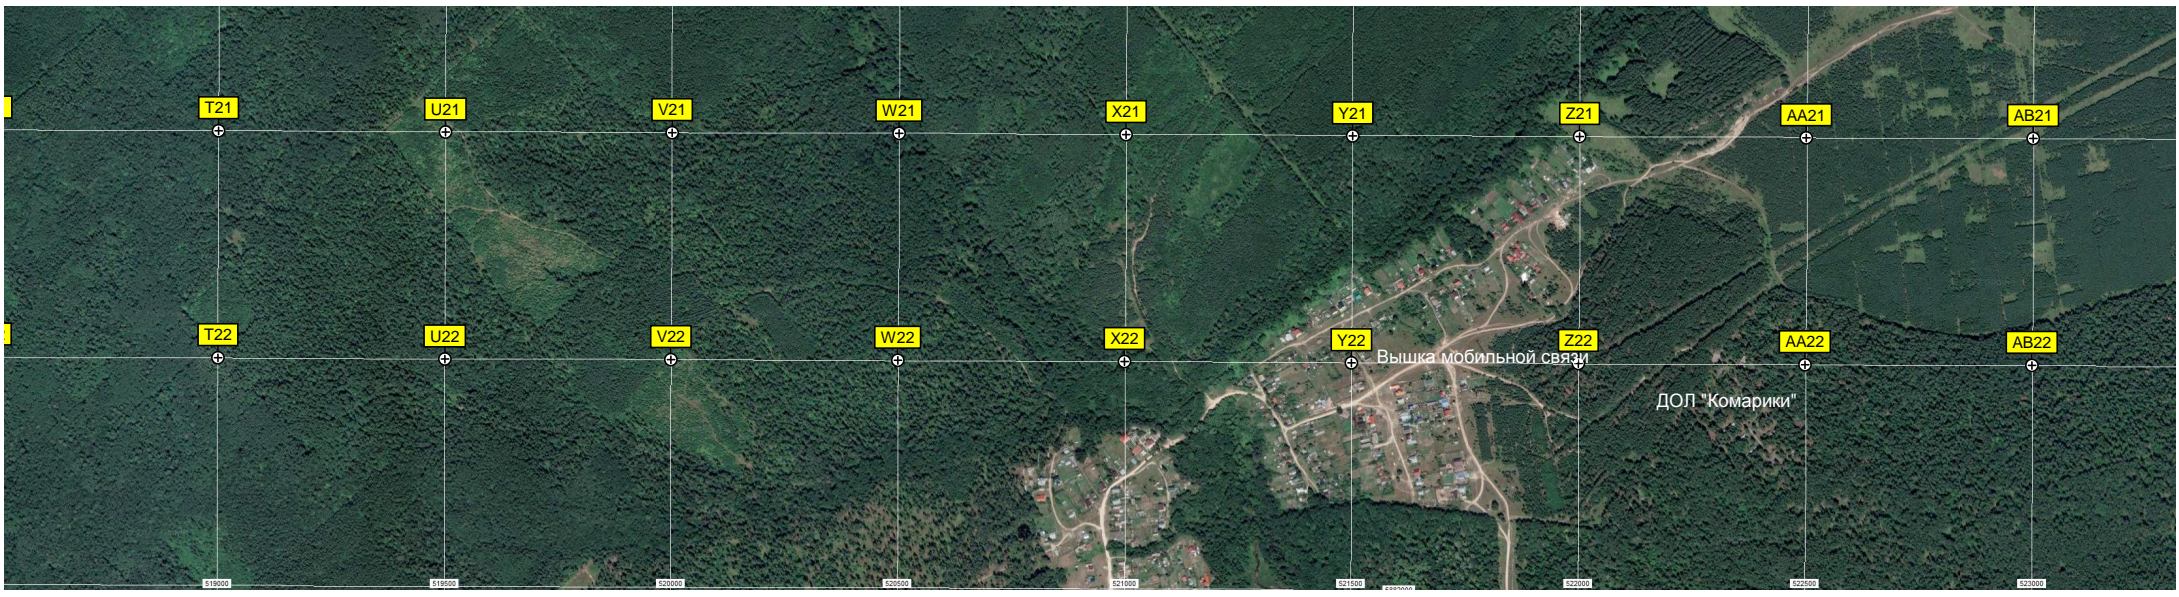 T21 U21 V21 W21 X21 Y21 Z21 AA21 AB21
T22 U22 V22 W22 X22 Y22 Z22 AA22 AB22
Вышка мобильной связи
ДОЛ "Комарики"
519000 519500 520000 520500 521000 521500 522000 522500 523000